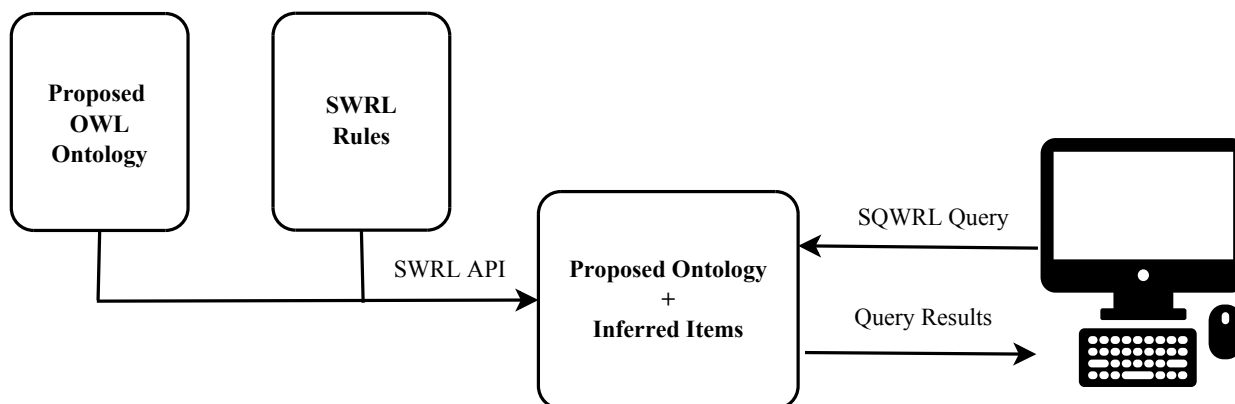 Proposed
OWL
Ontology
SWRL
Rules
SWRL API
Proposed Ontology
+
Inferred Items
SQWRL Query
Query Results